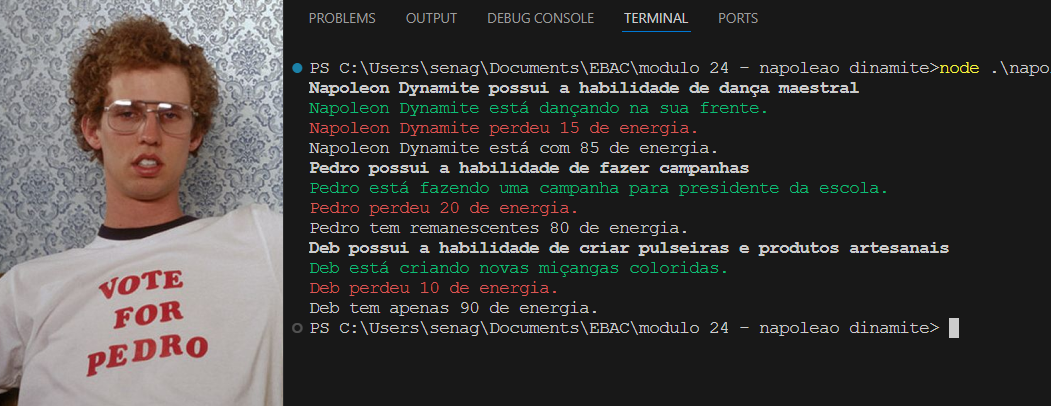 VOTE
FOR
PEDRO
PROBLEMS OUTPUT DEBUG CONSOLE TERMINAL PORTS
PS C:\Users\senag\Documents\EBAC\modulo 24 - napoleao dinamite>node .\napo
Napoleon Dynamite possui a habilidade de dança maestral
Napoleon Dynamite está dançando na sua frente.
Napoleon Dynamite perdeu 15 de energia.
Napoleon Dynamite está com 85 de energia.
Pedro possui a habilidade de fazer campanhas
Pedro está fazendo uma campanha para presidente da escola.
Pedro perdeu 20 de energia.
Pedro tem remanescentes 80 de energia.
Deb possui a habilidade de criar pulseiras e produtos artesanais
Deb está criando novas miçangas coloridas.
Deb perdeu 10 de energia.
Deb tem apenas 90 de energia.
PS C:\Users\senag\Documents\EBAC\modulo 24 - napoleao dinamite>